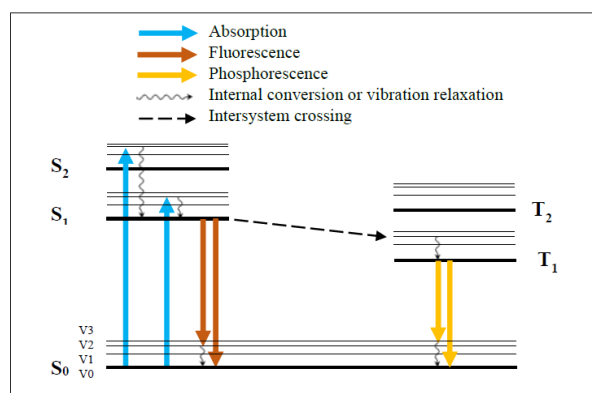 Absorption
Fluorescence
Phosphorescence
Internal conversion or vibration relaxation
Intersystem crossing
S2
S1
T2
T1
V3
V2
V1
S0 V0